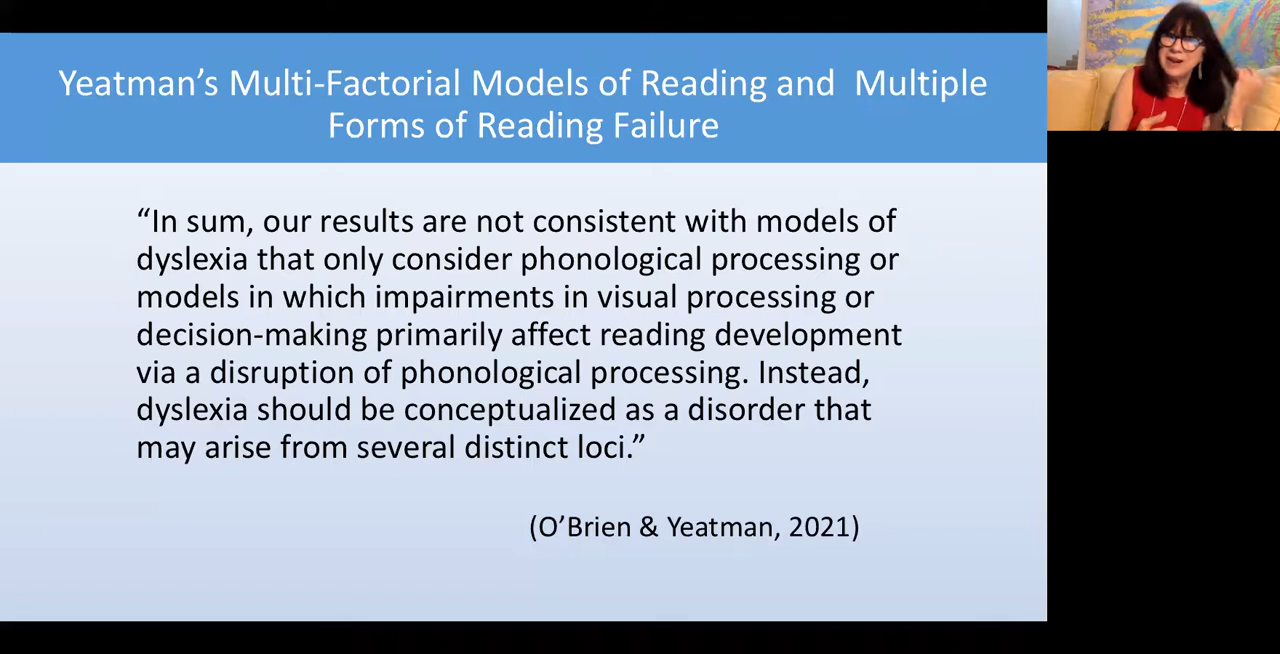 Yeatman’s Multi-Factorial Models of Reading and  Multiple
Forms of Reading Failure
“In sum, our results are not consistent with models of
dyslexia that only consider phonological processing or
models in which impairments in visual processing or
decision-making primarily affect reading development
via a disruption of phonological processing. Instead,
dyslexia should be conceptualized as a disorder that
may arise from several distinct loci.”
(O’Brien & Yeatman, 2021)